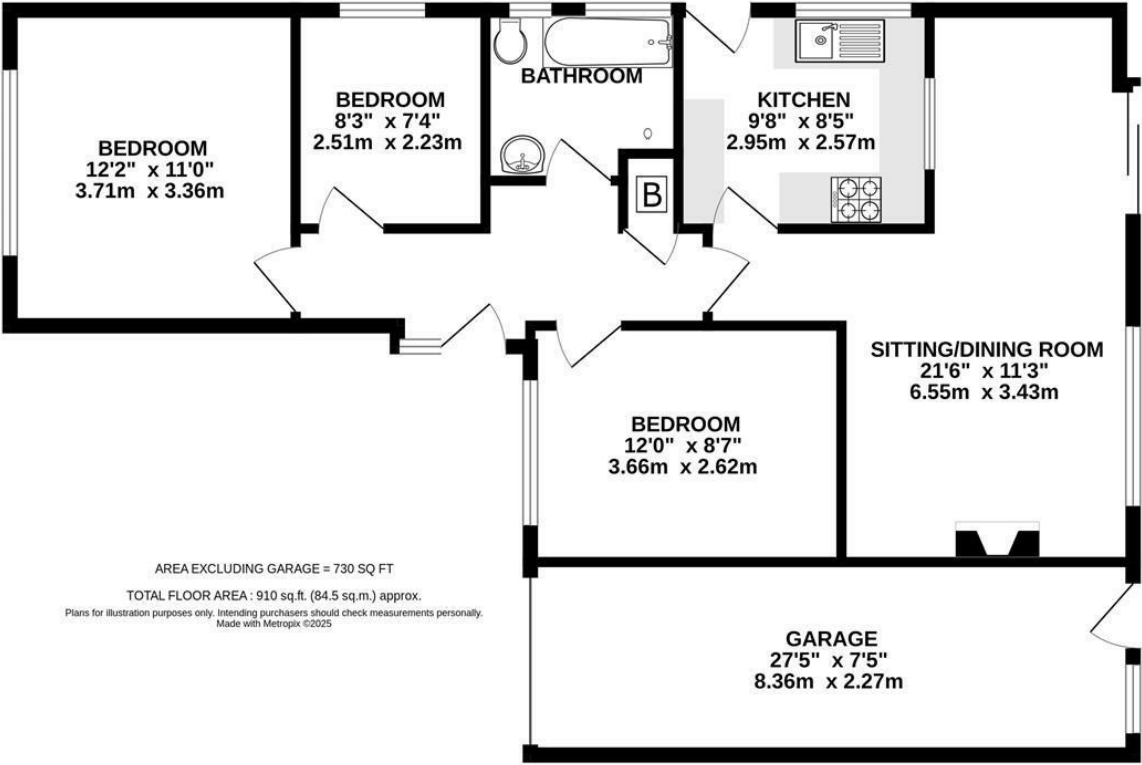 BEDROOM
12'2" x 11'0"
3.71m x 3.36m
BEDROOM
8'3" x 7'4"
2.51m x 2.23m
BATHROOM
KITCHEN
9'8" x 8'5"
2.95m x 2.57m
B
SITTING/DINING ROOM
21'6" x 11'3"
6.55m x 3.43m
BEDROOM
12'0" x 8'7"
3.66m x 2.62m
GARAGE
27'5" x 7'5"
8.36m x 2.27m
AREA EXCLUDING GARAGE = 730 SQ FT
TOTAL FLOOR AREA : 910 sq.ft. (84.5 sq.m.) approx.
Plans for illustration purposes only. Intending purchasers should check measurements personally.
Made with Metropix ©2025